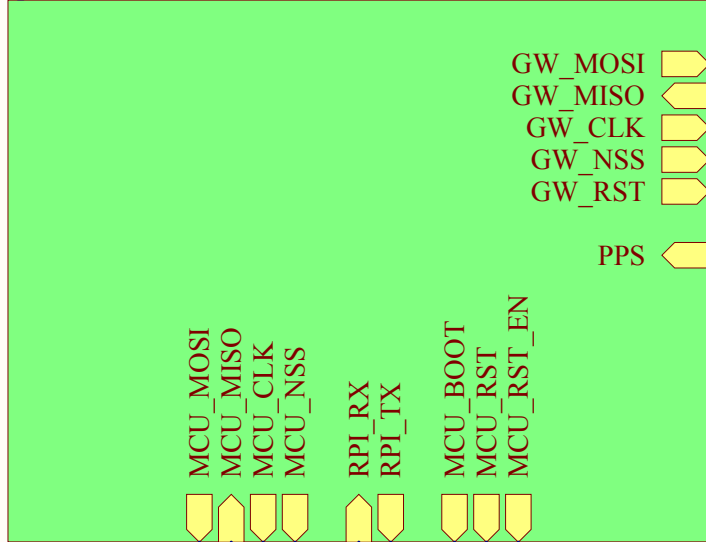 GW_MOSI
GW_MISO
GW_CLK
GW_NSS
GW_RST
PPS
MCU_MOSI
MCU_MISO
MCU_CLK
MCU_NSS
RPI_RX
RPI_TX
MCU_BOOT
MCU_RST
MCU_RST_EN